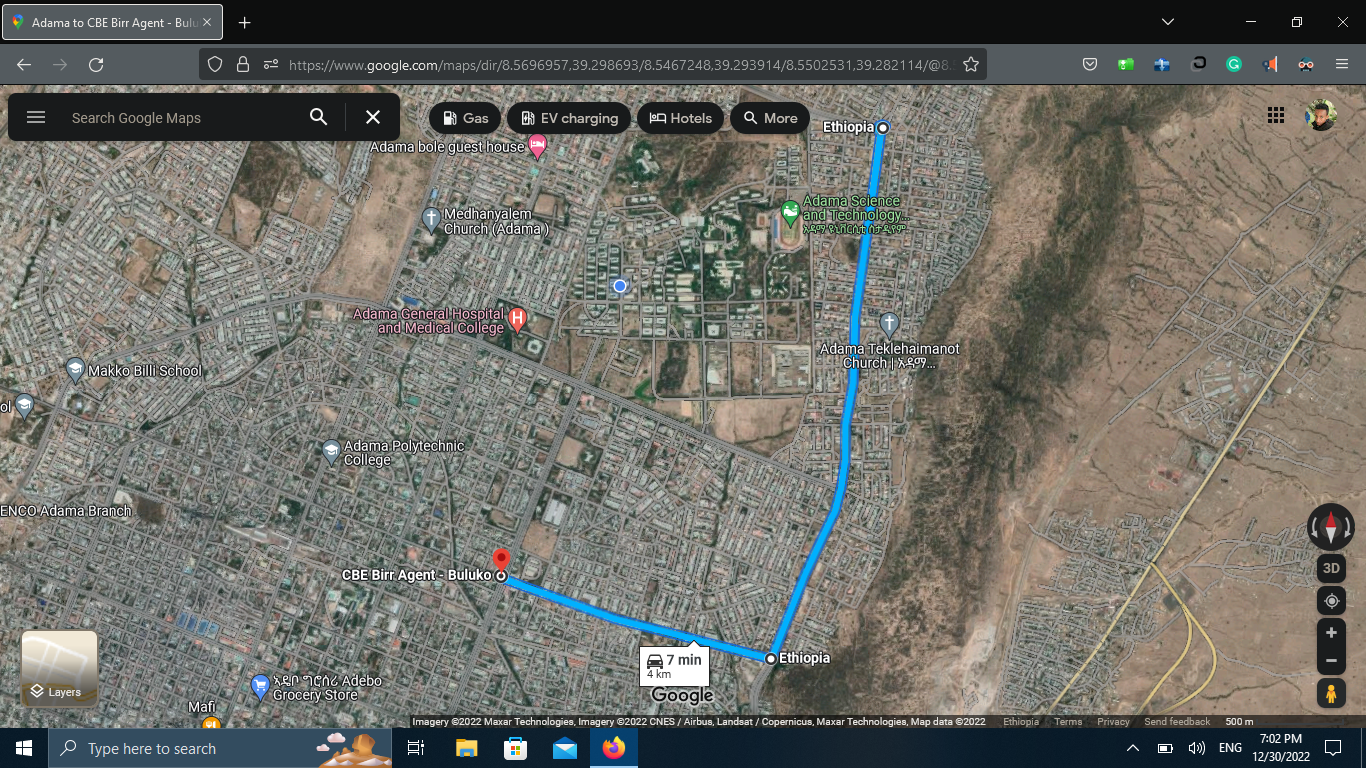 Adama to CBE Birr Agent - Bulu
https://www.google.com/maps/dir/8.5696957,39.298693/8.5467248,39.293914/8.5502531,39.282114/@8.
Search Google Maps
Gas
EV charging
Hotels
More
Ethiopia
Adama bole guest house
Adama Science
and Technology...
አዳማ ዩኒቨርሲቲ ስታዲየም
Medhanyalem
Church (Adama )
Adama General Hospital
and Medical College
Adama Teklehaimanot
Church | አዳማ...
Makko Billi School
ol
Adama Polytechnic
College
ENCO Adama Branch
CBE Birr Agent - Buluko
3D
7 min
4 km
Ethiopia
Google
Layers
አዴቦ ግሮሰሪ Adebo
Grocery Store
Mafi
Imagery ©2022 Maxar Technologies, Imagery ©2022 CNES / Airbus, Landsat / Copernicus, Maxar Technologies, Map data ©2022
Ethiopia
Terms
Privacy
Send feedback
500 m
Type here to search
ENG
7:02 PM
12/30/2022